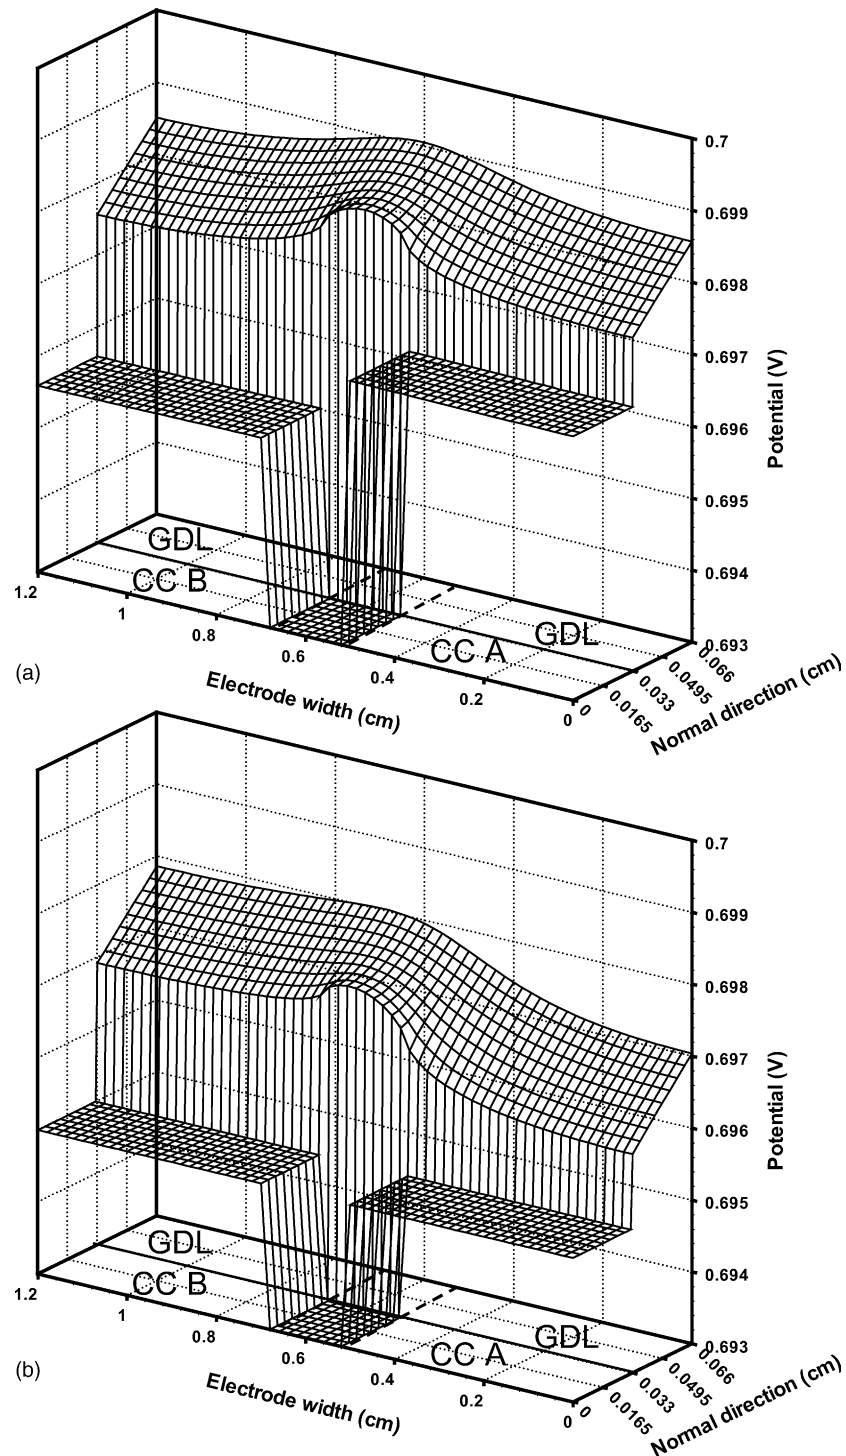 0.7
0.699
0.698
0.697
0.696
0.695
0.694
0.693
Potential (V)
GDL
CC B
GDL
CC A
1.2
1
0.8
0.6
0.4
0.2
0
Electrode width (cm)
0
0.0165
0.033
0.0495
0.066
Normal direction (cm)
(a)
0.7
0.699
0.698
0.697
0.696
0.695
0.694
0.693
Potential (V)
GDL
CC B
GDL
CC A
1.2
1
0.8
0.6
0.4
0.2
0
Electrode width (cm)
0
0.0165
0.033
0.0495
0.066
Normal direction (cm)
(b)